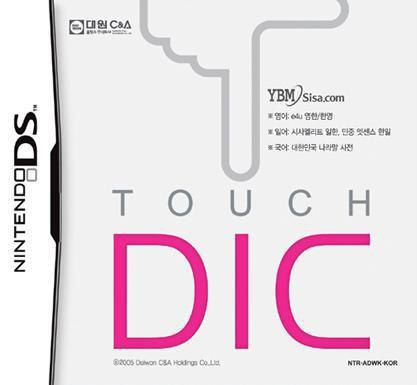 NINTENDO DS™
대원 C&A
YBM Sisa.com
※ 영어: e4u 영한/한영
※ 일어: 시사엘리트 일한, 민중 엣센스 한일
※ 국어: 대한민국 나라말 사전
TOUCH
DIC
©2005 Daiwon C&A Holdings Co.,Ltd.
NTR-ADWK-KOR